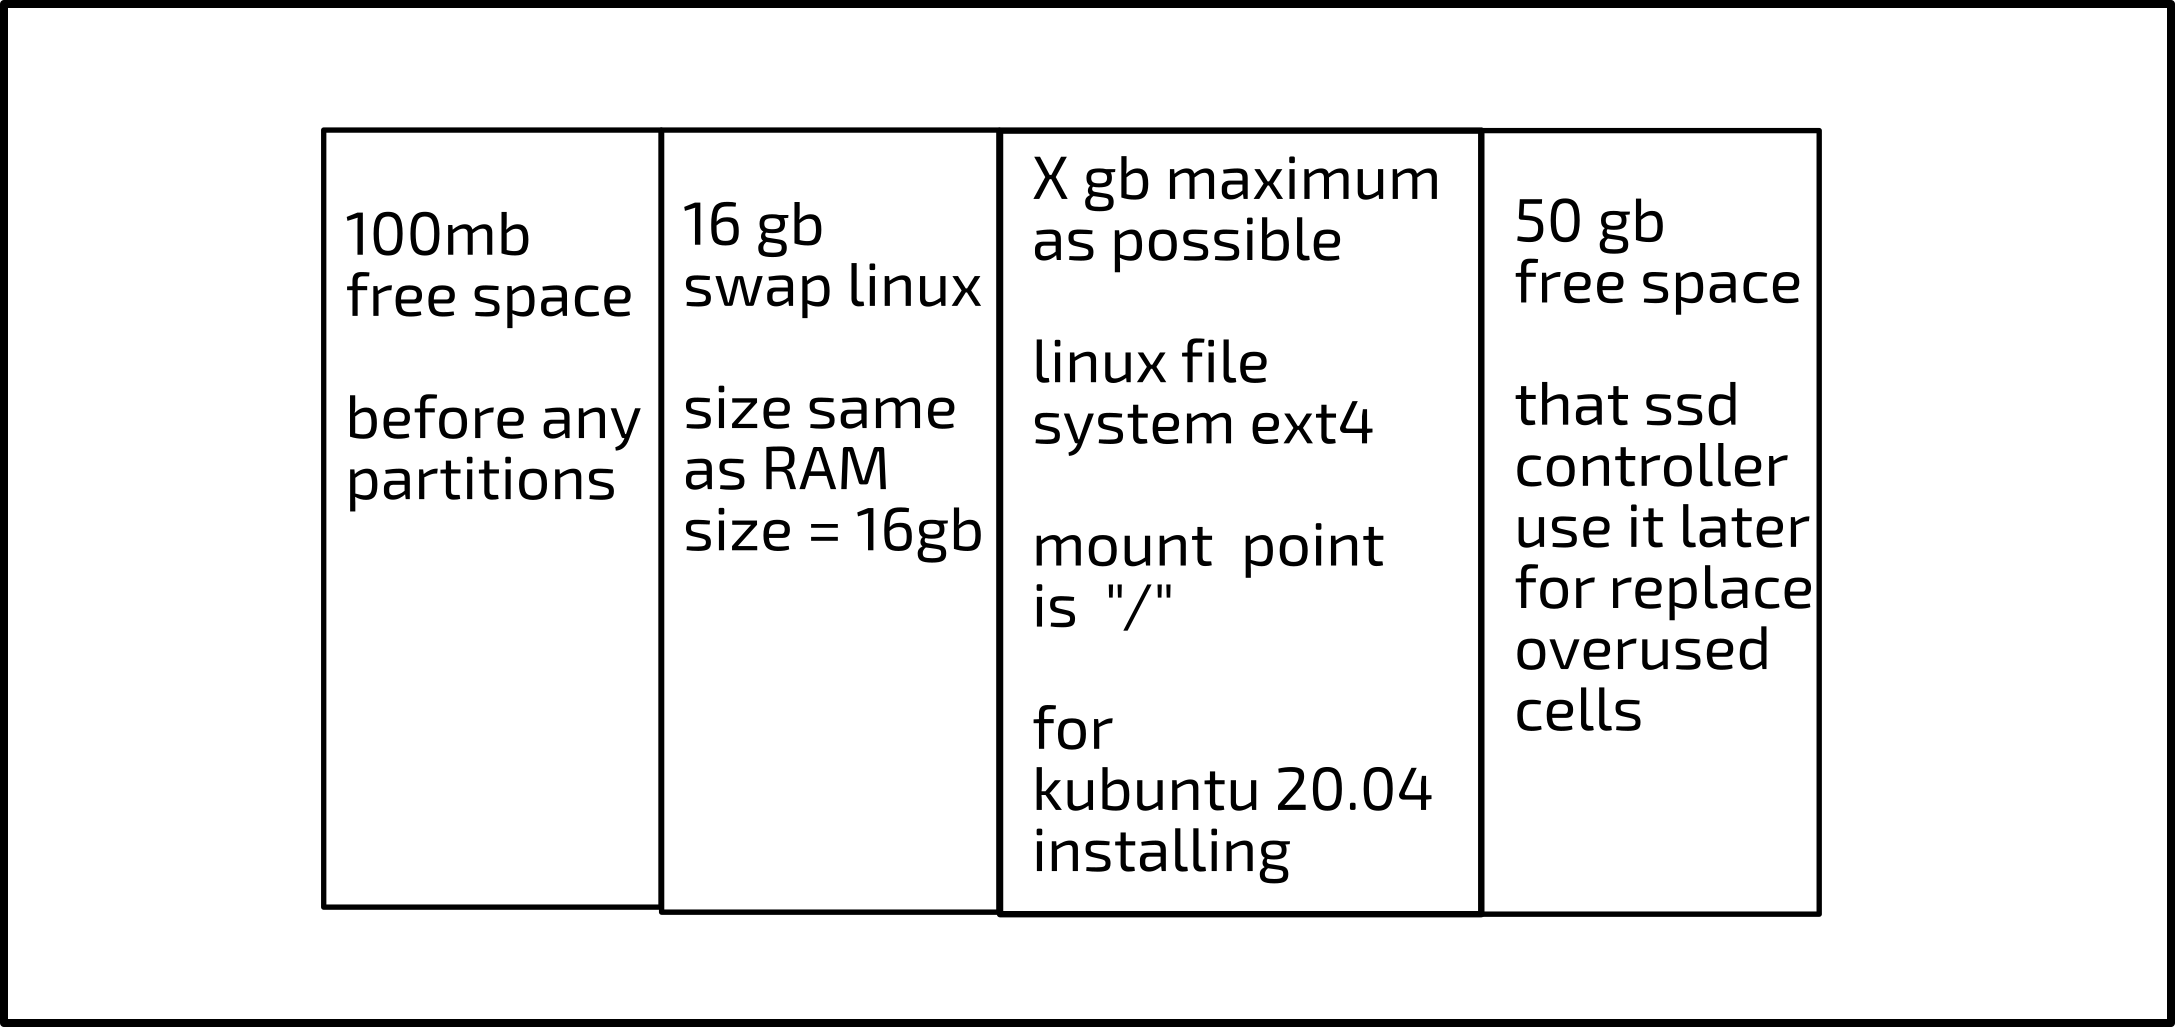 100mb
free space
before any
partitions
16 gb
swap linux
size same
as RAM
size = 16gb
X gb maximum
as possible
linux file
system ext4
mount  point
is  "/"
for
kubuntu 20.04
installing
50 gb
free space
that ssd
controller
use it later
for replace
overused
cells